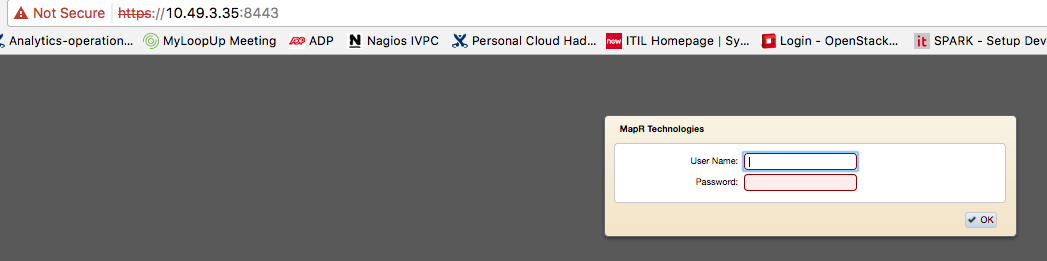 Not Secure https://10.49.3.35:8443
Analytics-operation... MyLoopUp Meeting ADP ADP N Nagios IVPC Personal Cloud Had... now ITIL Homepage | Sy... Login - OpenStack... it SPARK - Setup Dev
MapR Technologies
User Name:
Password:
OK